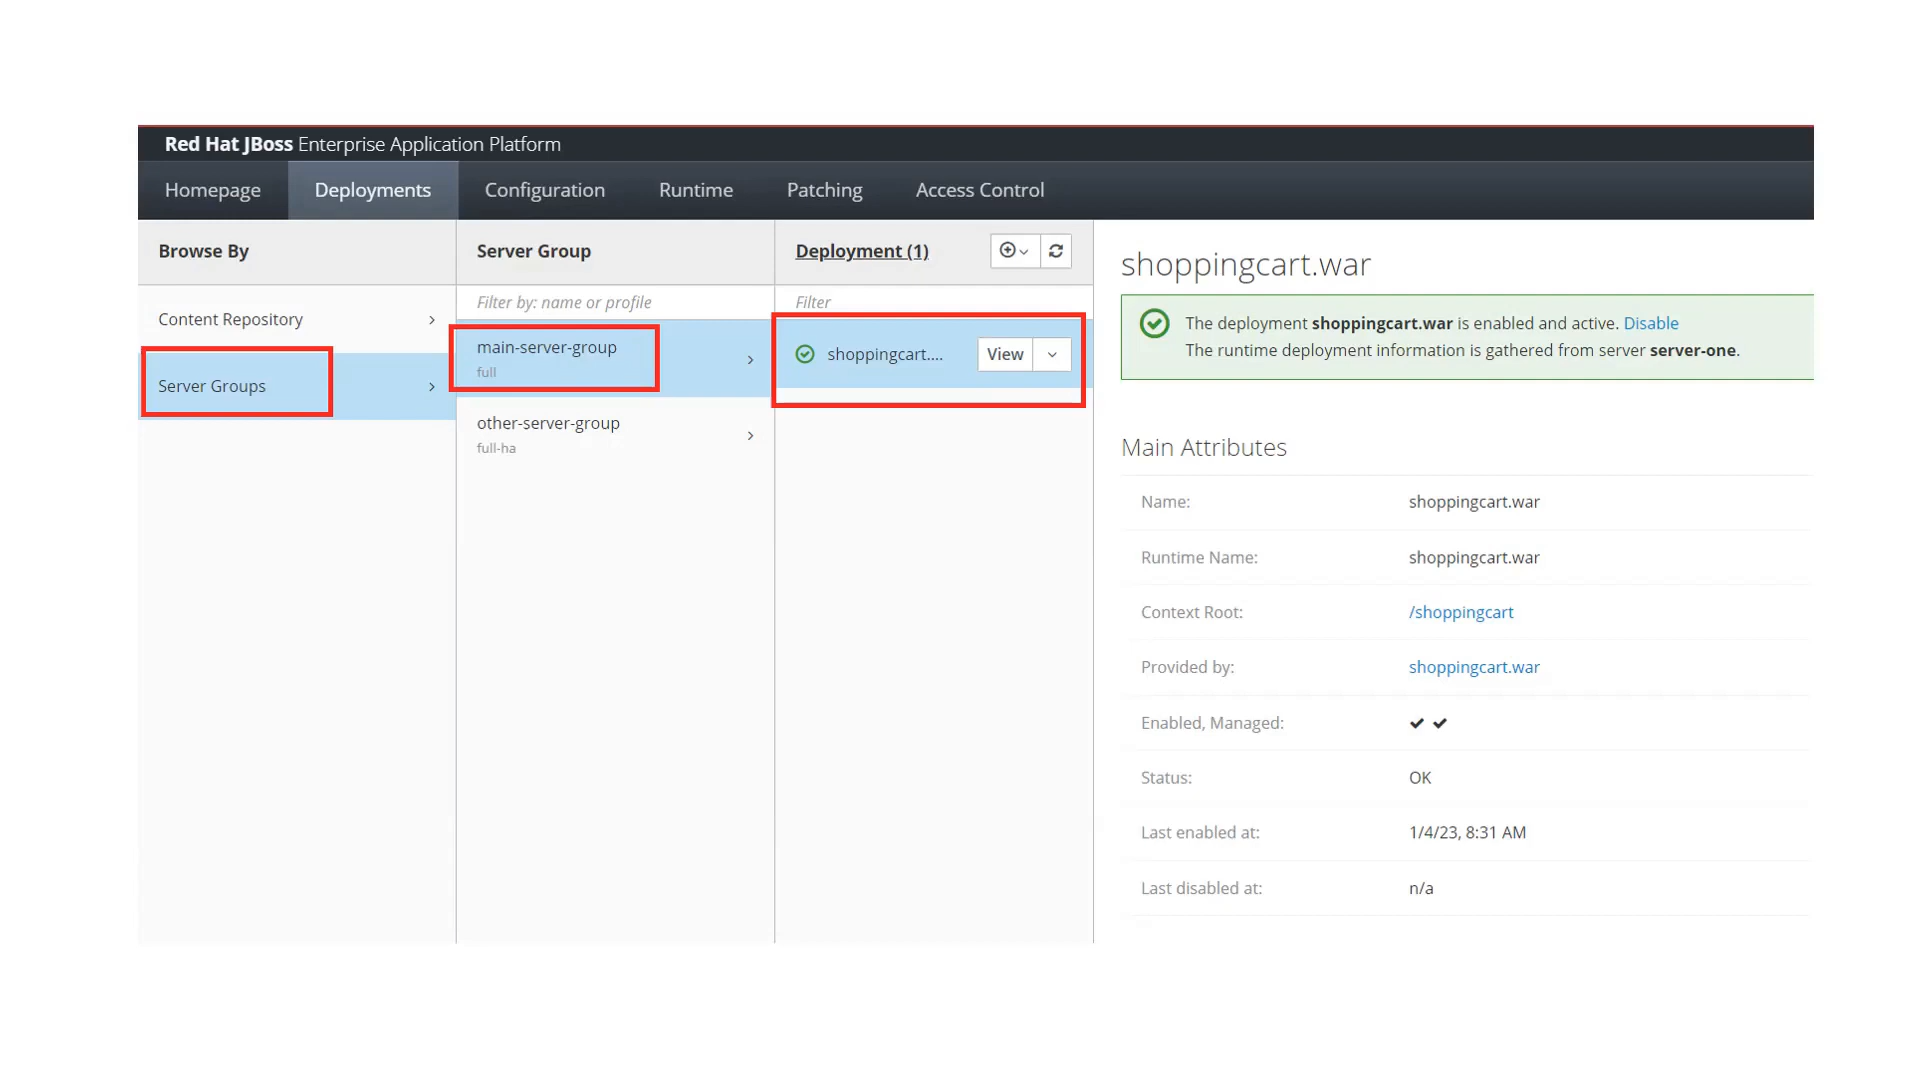 Red Hat JBoss Enterprise Application Platform
Homepage Deployments Configuration Runtime Patching Access Control
Browse By
Content Repository
Server Groups
Server Group
Filter by: name or profile
main-server-group
full
other-server-group
full-ha
Deployment (1)
Filter
shoppingcart.... View
shoppingcart.war
The deployment shoppingcart.war is enabled and active. Disable
The runtime deployment information is gathered from server server-one.
Main Attributes
Name: shoppingcart.war
Runtime Name: shoppingcart.war
Context Root: /shoppingcart
Provided by: shoppingcart.war
Enabled, Managed:
Status: OK
Last enabled at: 1/4/23, 8:31 AM
Last disabled at: n/a